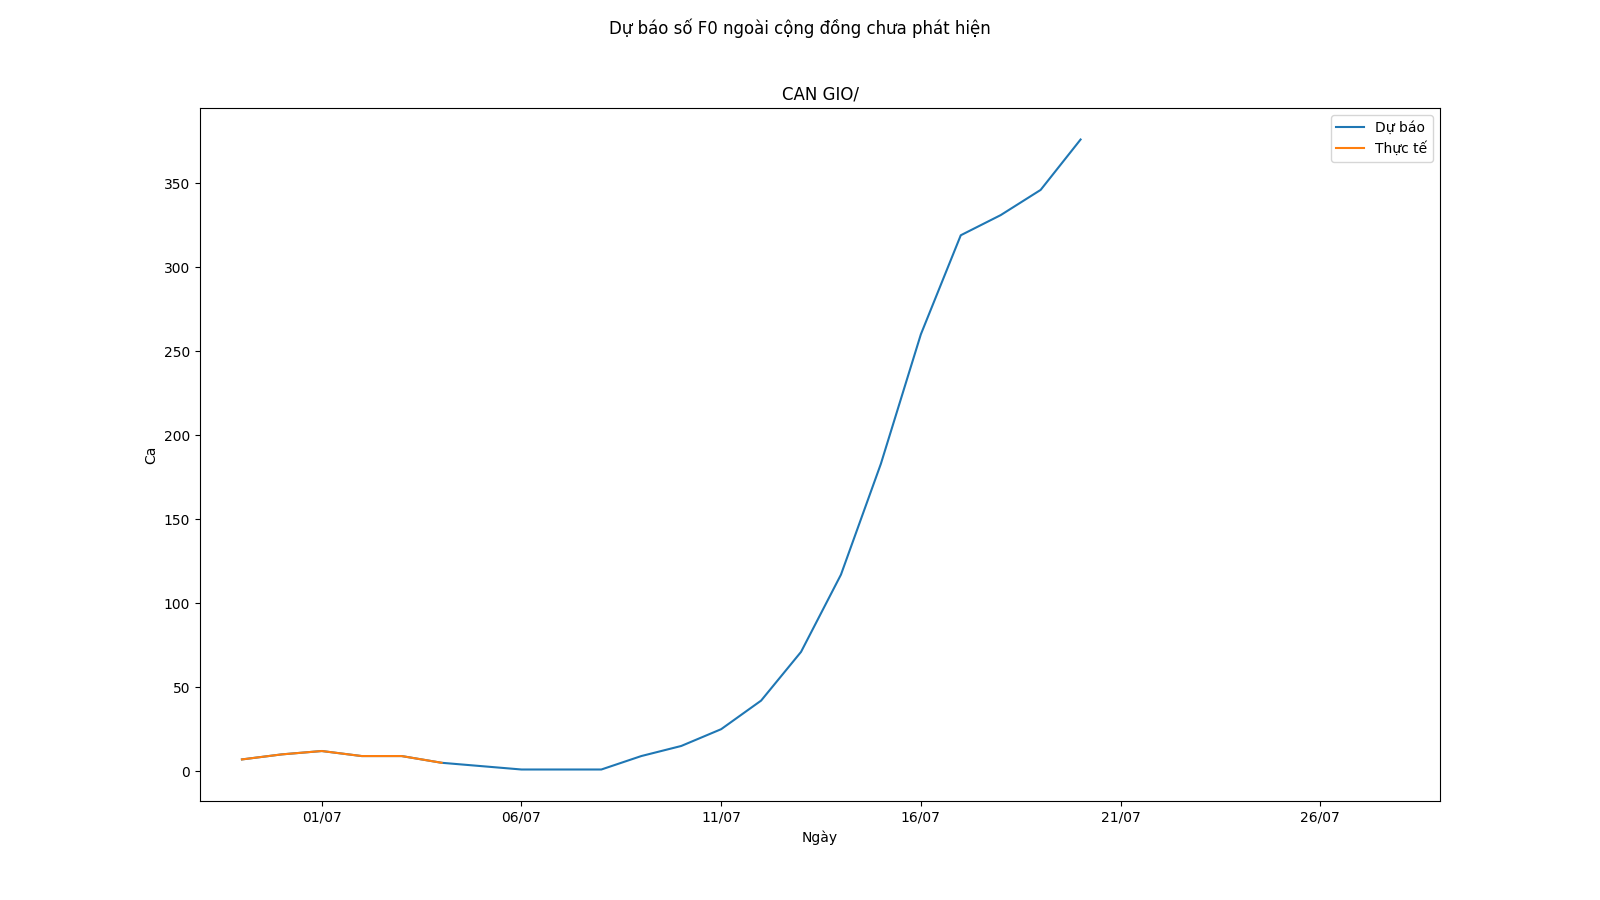 Dự báo số F0 ngoài cộng đồng chưa phát hiện
CAN GIO/
Dự báo
Thực tế
350
300
250
200
150
100
50
0
Ca
01/07 06/07 11/07 16/07 21/07 26/07
Ngày